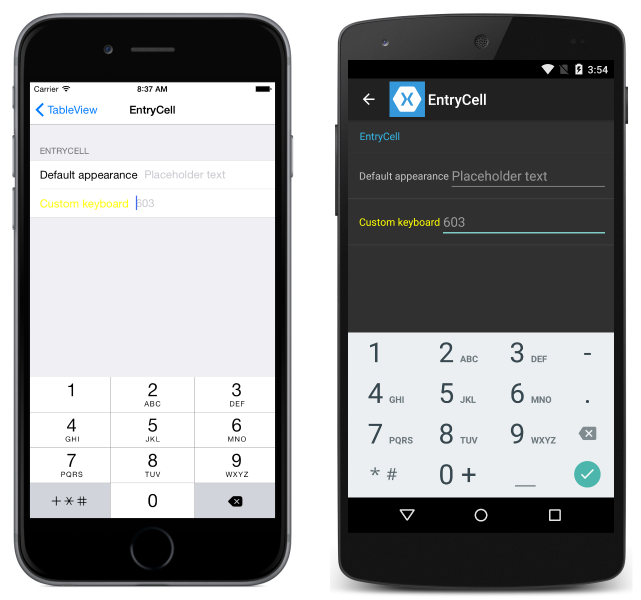 Carrier 8:37 AM
TableView EntryCell
ENTRYCELL
Default appearance Placeholder text
Custom keyboard 603
1 2 3
ABC DEF
4 5 6
GHI JKL MNO
7 8 9
PQRS TUV WXYZ
+*# 0
3:54
EntryCell
EntryCell
Default appearance Placeholder text
Custom keyboard 603
1 2 ABC 3 DEF -
4 GHI 5 JKL 6 MNO .
7 PQRS 8 TUV 9 WXYZ
* # 0 + _